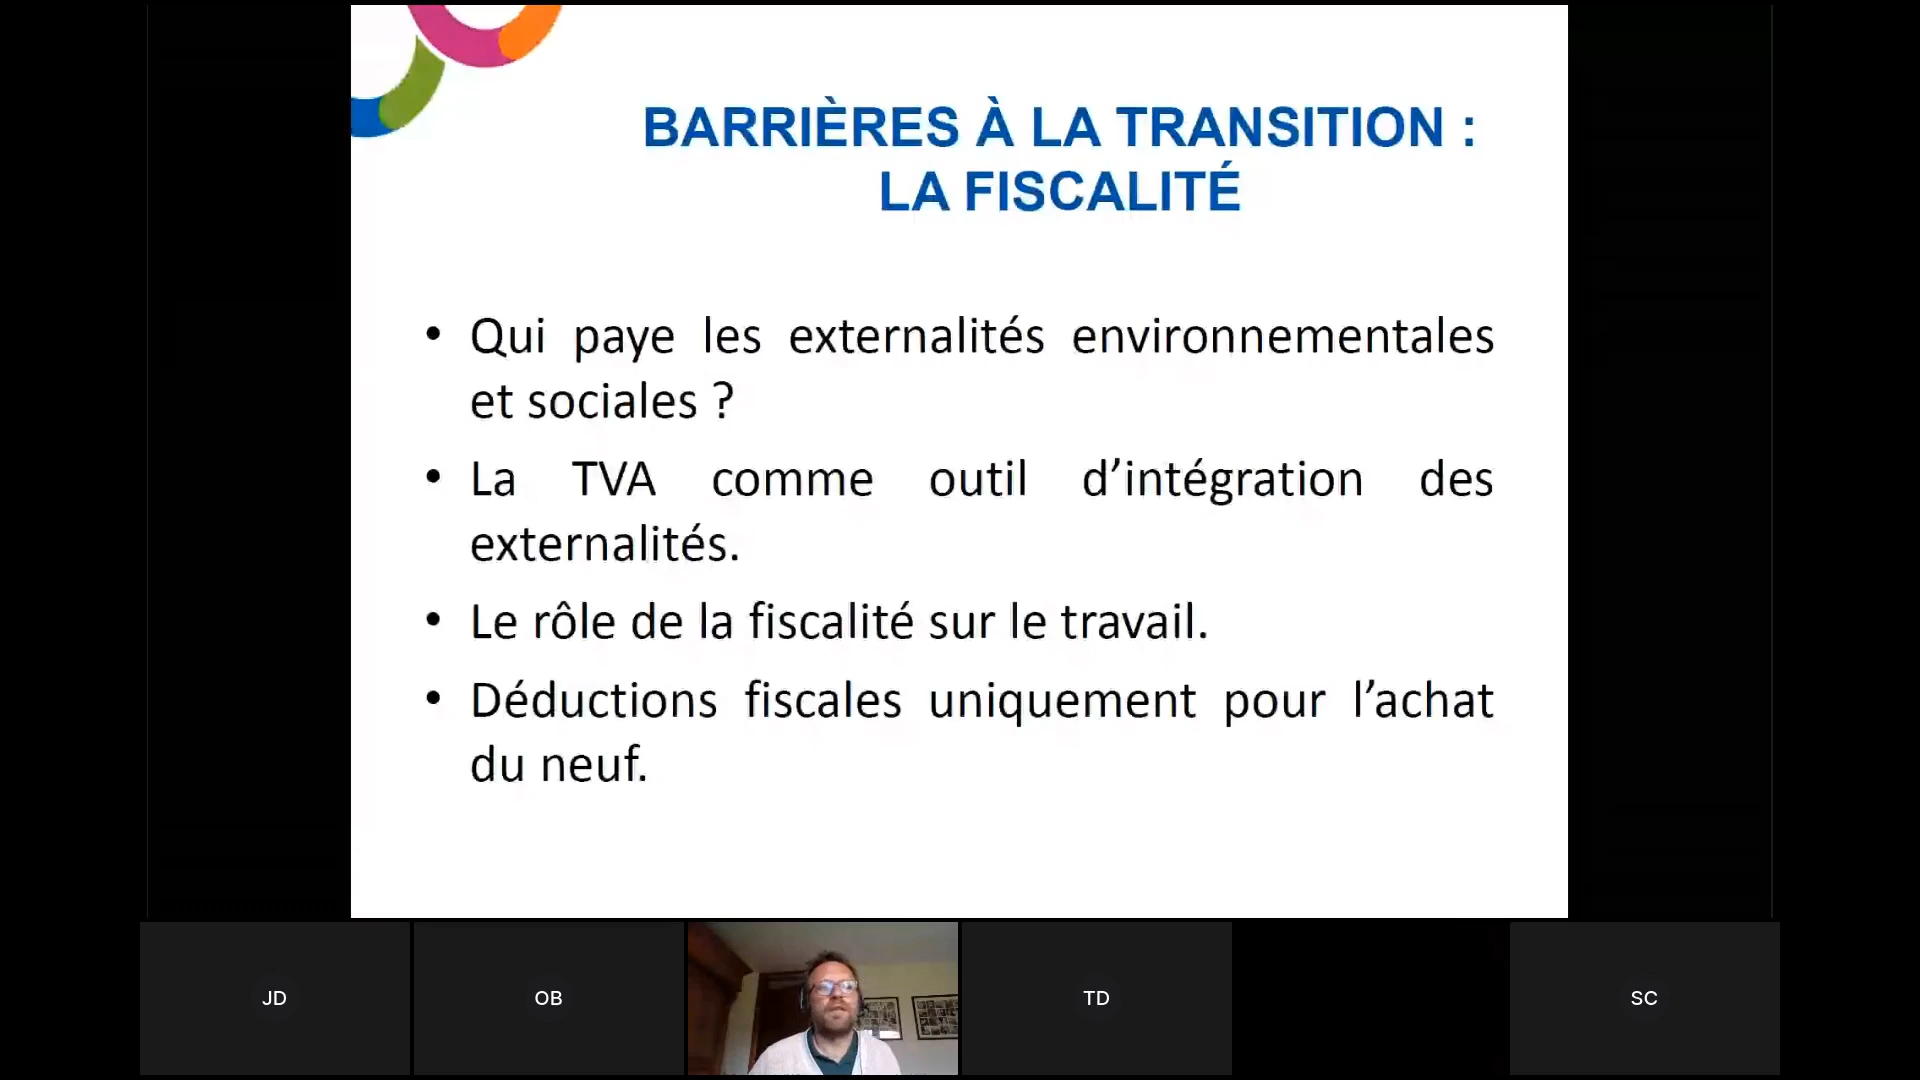 BARRIÈRES À LA TRANSITION :
LA FISCALITÉ
• Qui paye les externalités environnementales
et sociales ?
• La TVA comme outil d’intégration des
externalités.
• Le rôle de la fiscalité sur le travail.
• Déductions fiscales uniquement pour l’achat
du neuf.
JD
OB
TD
SC